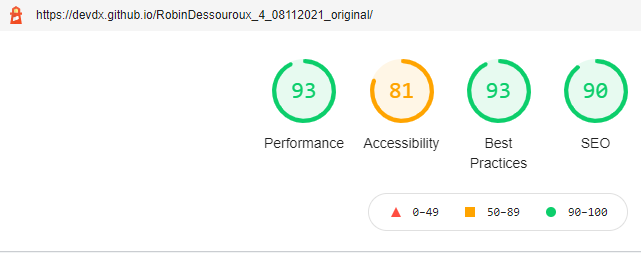 https://devdx.github.io/RobinDessouroux_4_08112021_original/
93 81 93 90
Performance Accessibility Best Practices SEO
0–49 50–89 90–100